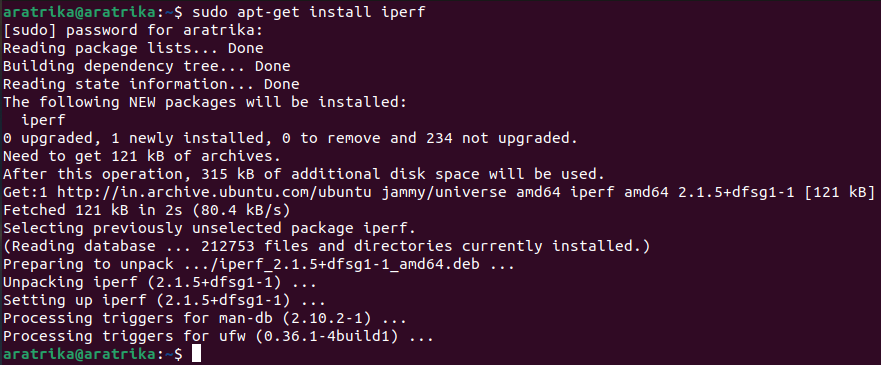 aratrika@aratrika:~$ sudo apt-get install iperf
[sudo] password for aratrika:
Reading package lists... Done
Building dependency tree... Done
Reading state information... Done
The following NEW packages will be installed:
  iperf
0 upgraded, 1 newly installed, 0 to remove and 234 not upgraded.
Need to get 121 kB of archives.
After this operation, 315 kB of additional disk space will be used.
Get:1 http://in.archive.ubuntu.com/ubuntu jammy/universe amd64 iperf amd64 2.1.5+dfsg1-1 [121 kB]
Fetched 121 kB in 2s (80.4 kB/s)
Selecting previously unselected package iperf.
(Reading database ... 212753 files and directories currently installed.)
Preparing to unpack .../iperf_2.1.5+dfsg1-1_amd64.deb ...
Unpacking iperf (2.1.5+dfsg1-1) ...
Setting up iperf (2.1.5+dfsg1-1) ...
Processing triggers for man-db (2.10.2-1) ...
Processing triggers for ufw (0.36.1-4build1) ...
aratrika@aratrika:~$